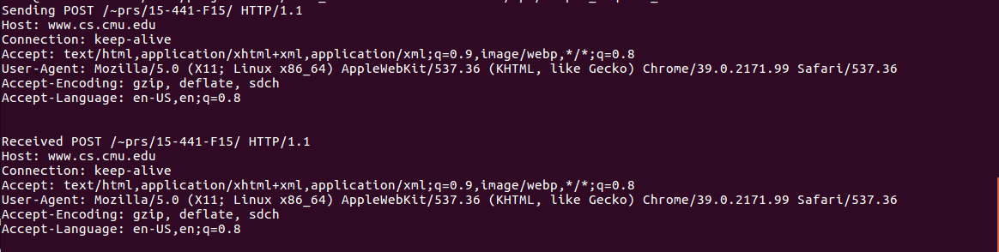 Sending POST /~prs/15-441-F15/ HTTP/1.1
Host: www.cs.cmu.edu
Connection: keep-alive
Accept: text/html,application/xhtml+xml,application/xml;q=0.9,image/webp,*/*;q=0.8
User-Agent: Mozilla/5.0 (X11; Linux x86_64) AppleWebKit/537.36 (KHTML, like Gecko) Chrome/39.0.2171.99 Safari/537.36
Accept-Encoding: gzip, deflate, sdch
Accept-Language: en-US,en;q=0.8
Received POST /~prs/15-441-F15/ HTTP/1.1
Host: www.cs.cmu.edu
Connection: keep-alive
Accept: text/html,application/xhtml+xml,application/xml;q=0.9,image/webp,*/*;q=0.8
User-Agent: Mozilla/5.0 (X11; Linux x86_64) AppleWebKit/537.36 (KHTML, like Gecko) Chrome/39.0.2171.99 Safari/537.36
Accept-Encoding: gzip, deflate, sdch
Accept-Language: en-US,en;q=0.8